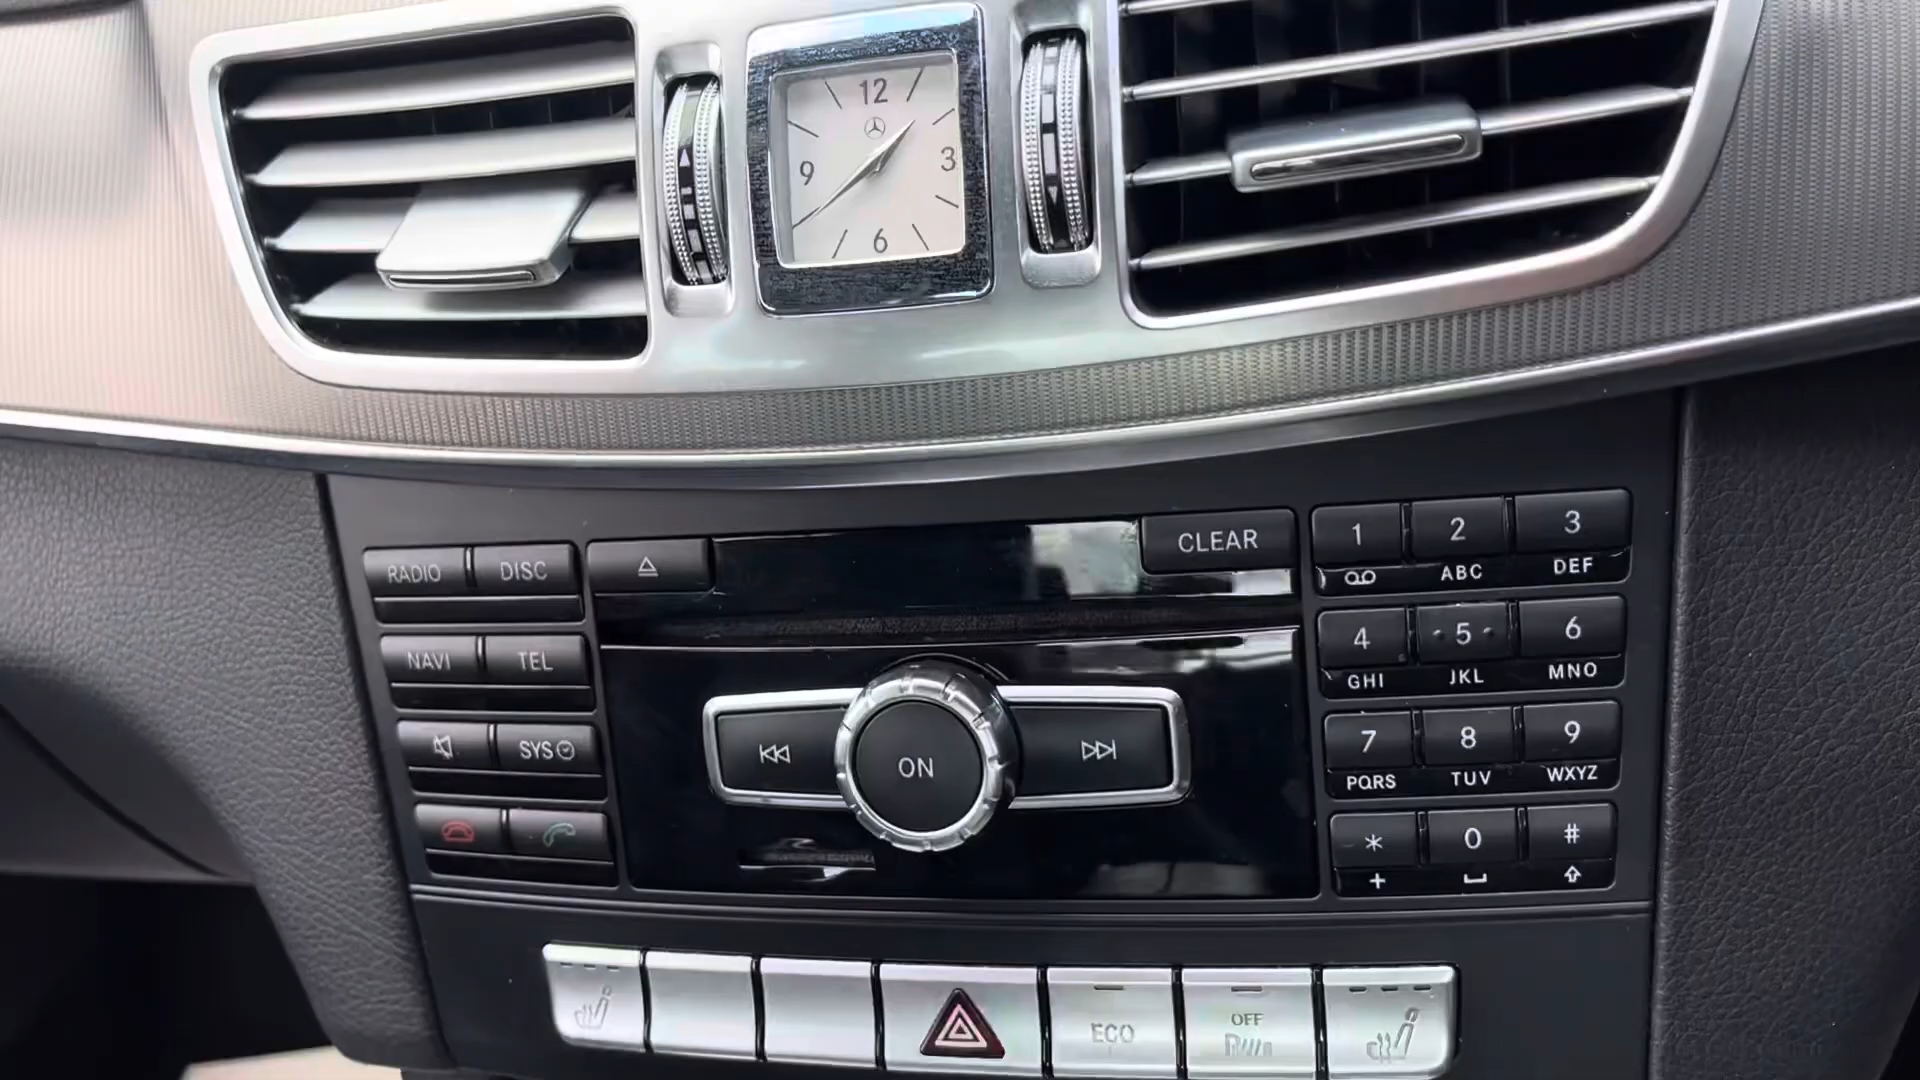 12
9 3
6
RADIO DISC
NAVI TEL
SYS
CLEAR
ON
1 2 3
ABC DEF
4 5 6
GHI JKL MNO
7 8 9
PQRS TUV WXYZ
* 0 #
+
ECO
OFF